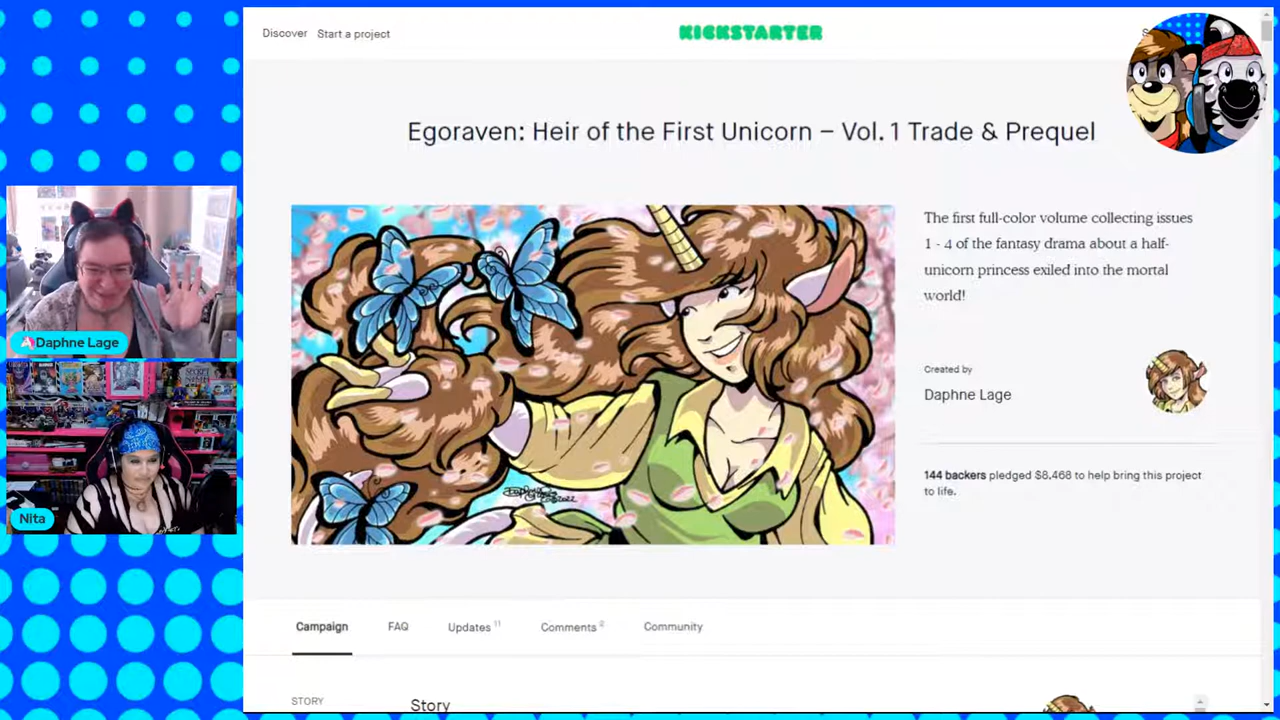 Discover Start a project
KICKSTARTER
Egoraven: Heir of the First Unicorn – Vol. 1 Trade & Prequel
The first full-color volume collecting issues
1 - 4 of the fantasy drama about a half-
unicorn princess exiled into the mortal
world!
Created by
Daphne Lage
144 backers pledged $8,468 to help bring this project
to life.
Daphne Lage
Nita
Campaign FAQ Updates 11 Comments 2 Community
STORY
Story